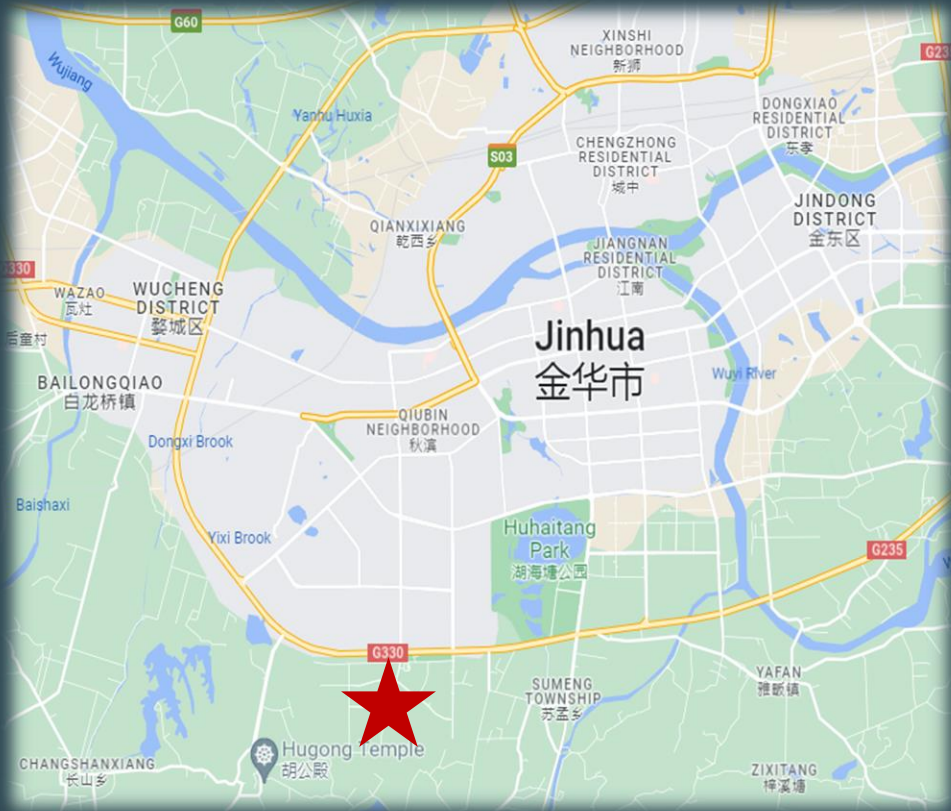 G60
XINSHI
NEIGHBORHOOD
新狮
G23
Wujiang
DONGXIAO
RESIDENTIAL
DISTRICT
东孝
Yanhu Huxia
S03
CHENGZHONG
RESIDENTIAL
DISTRICT
城中
JINDONG
DISTRICT
金东区
QIANXIXIANG
乾西乡
JIANGNAN
RESIDENTIAL
DISTRICT
江南
G330
WAZAO
瓦灶
WUCHENG
DISTRICT
婺城区
后童村
Jinhua
金华市
Wuyi River
BAILONGQIAO
白龙桥镇
QIUBIN
NEIGHBORHOOD
秋滨
Dongxi Brook
Baishaxi
Yixi Brook
Huhaitang
Park
湖海塘公园
G235
G330
YAFAN
雅畈镇
SUMENG
TOWNSHIP
苏孟乡
Hugong Temple
胡公殿
CHANGSHANXIANG
长山乡
ZIXITANG
梓溪塘